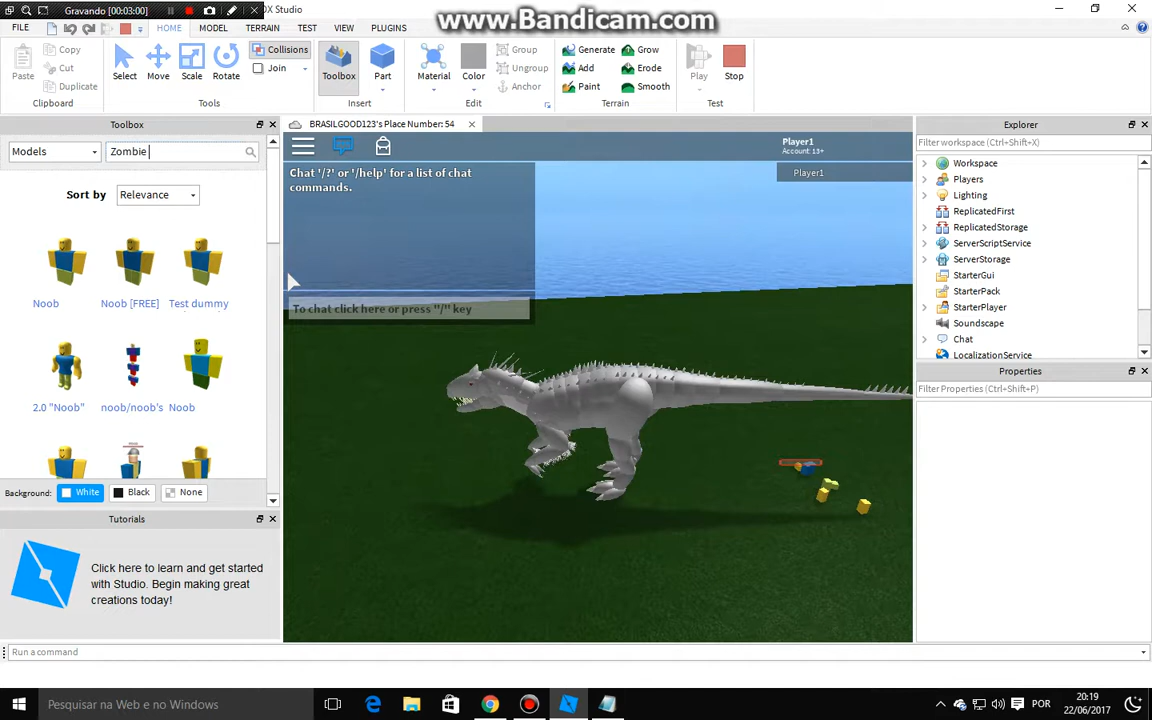 Gravando [00:03:00]
OX Studio
www.Bandicam.com
FILE
HOME
MODEL
TERRAIN
TEST
VIEW
PLUGINS
Paste
Copy
Cut
Duplicate
Clipboard
Select
Move
Scale
Rotate
Collisions
Join
Tools
Toolbox
Part
Insert
Material
Color
Group
Ungroup
Anchor
Edit
Generate
Grow
Add
Erode
Paint
Smooth
Terrain
Play
Stop
Test
Toolbox
BRASILGOOD123's Place Number: 54
Explorer
Models
Zombie
Sort by
Relevance
Noob
Noob [FREE]
Test dummy
2.0 "Noob"
noob/noob's
Noob
Background:
White
Black
None
Tutorials
Click here to learn and get started
with Studio. Begin making great
creations today!
Player1
Account: 13+
Player1
Chat '/?' or '/help' for a list of chat
commands.
To chat click here or press "/" key
Filter workspace (Ctrl+Shift+X)
Workspace
Players
Lighting
ReplicatedFirst
ReplicatedStorage
ServerScriptService
ServerStorage
StarterGui
StarterPack
StarterPlayer
Soundscape
Chat
LocalizationService
Properties
Filter Properties (Ctrl+Shift+P)
Run a command
Pesquisar na Web e no Windows
POR
20:19
22/06/2017